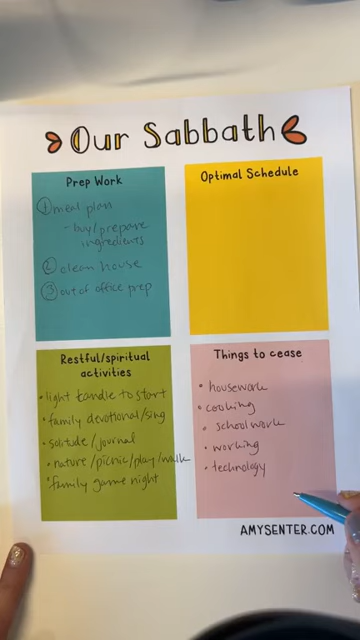 Our Sabbath
Prep Work
① meal plan
- buy/prepare
ingredients
② clean house
③ out of office prep
Optimal Schedule
Restful/spiritual
activities
• light candle to start
• family devotional/sing
• solitude/journal
• nature/picnic/play/walk
• family game night
Things to cease
• housework
• cooking
• school work
• working
• technology
AMYSENTER.COM